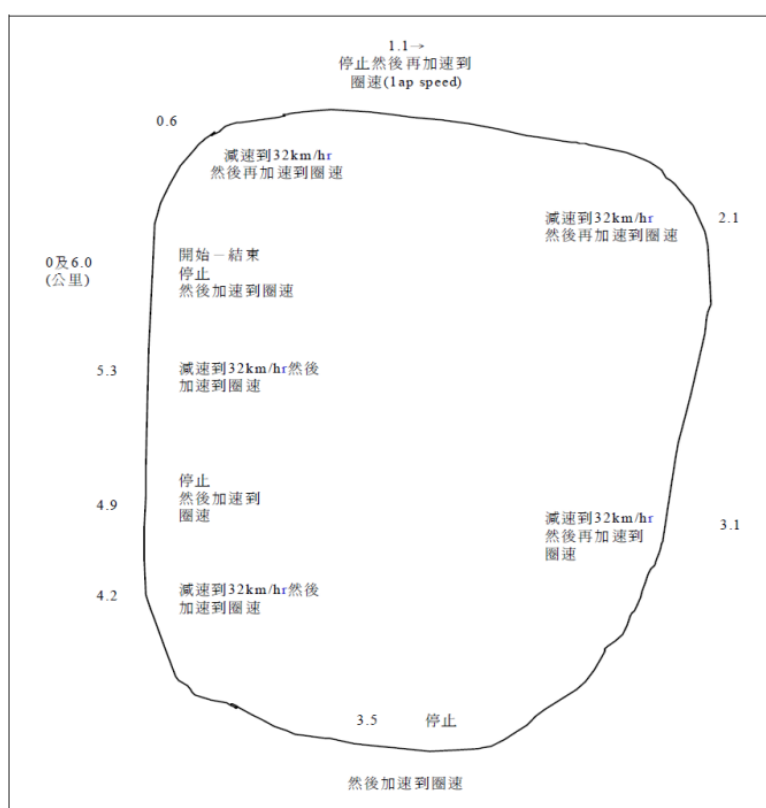 1.1→
停止然後再加速到
圈速(1ap speed)
0.6
減速到32km/hr
然後再加速到圈速
減速到32km/hr
然後再加速到圈速
2.1
0及6.0
(公里)
開始－結束
停止
然後加速到圈速
5.3
減速到32km/hr然後
加速到圈速
4.9
停止
然後加速到
圈速
減速到32km/hr
然後再加速到
圈速
3.1
4.2
減速到32km/hr然後
加速到圈速
3.5 停止
然後加速到圈速